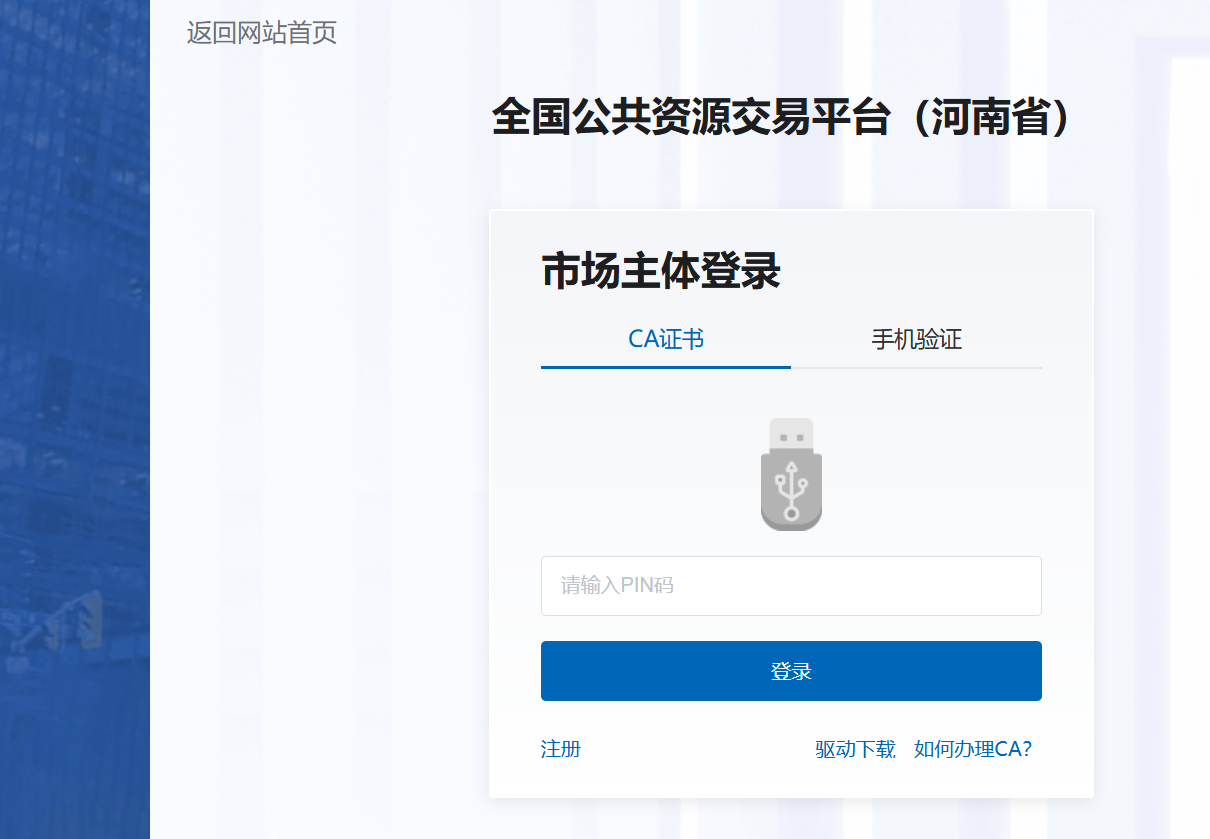 返回网站首页
全国公共资源交易平台（河南省）
市场主体登录
CA证书 手机验证
请输入PIN码
登录
注册 驱动下载 如何办理CA?